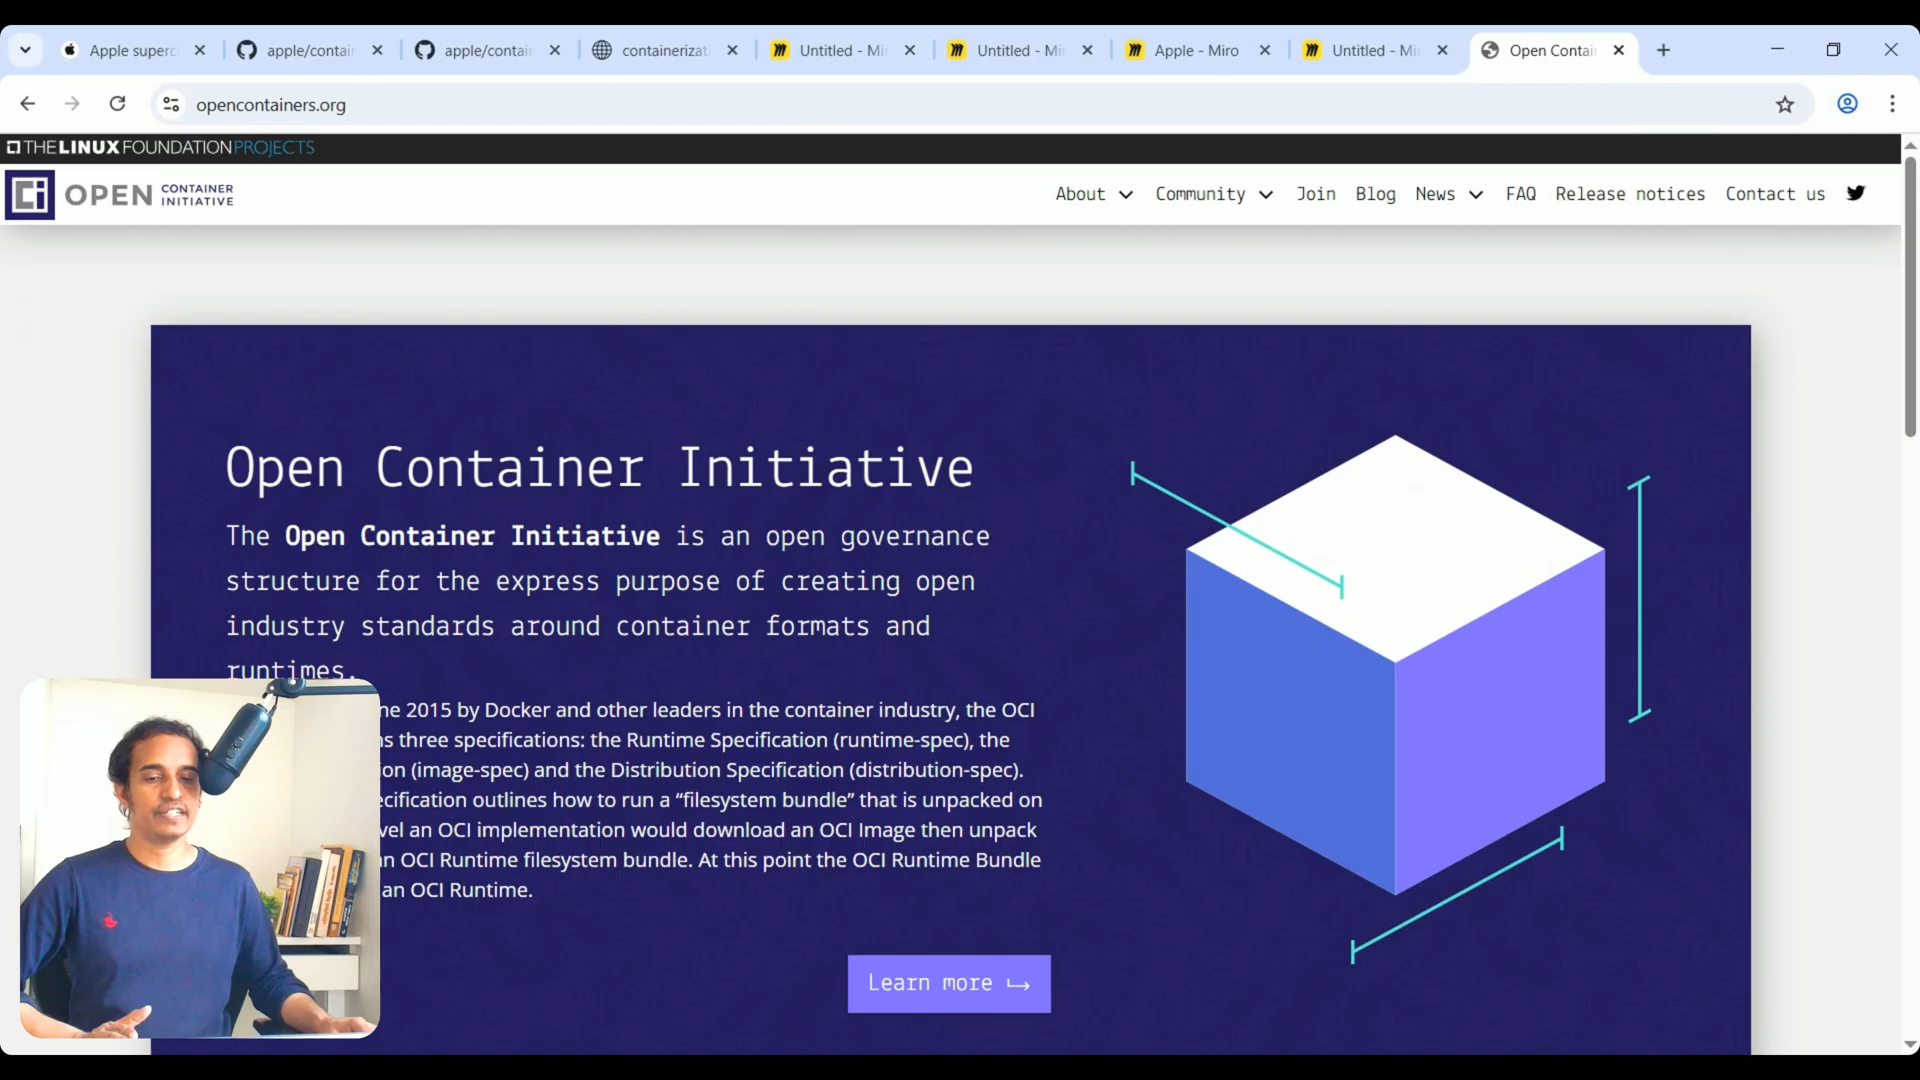 Apple superc
apple/contai
apple/contai
containerizat
Untitled - Mi
Untitled - Mi
Apple - Miro
Untitled - Mi
Open Contai
opencontainers.org
THE LINUX FOUNDATION PROJECTS
OPEN CONTAINER INITIATIVE
About
Community
Join
Blog
News
FAQ
Release notices
Contact us
Open Container Initiative
The Open Container Initiative is an open governance
structure for the express purpose of creating open
industry standards around container formats and
runtimes.
ne 2015 by Docker and other leaders in the container industry, the OCI
s three specifications: the Runtime Specification (runtime-spec), the
ion (image-spec) and the Distribution Specification (distribution-spec).
ecification outlines how to run a “filesystem bundle” that is unpacked on
vel an OCI implementation would download an OCI Image then unpack
n OCI Runtime filesystem bundle. At this point the OCI Runtime Bundle
an OCI Runtime.
Learn more